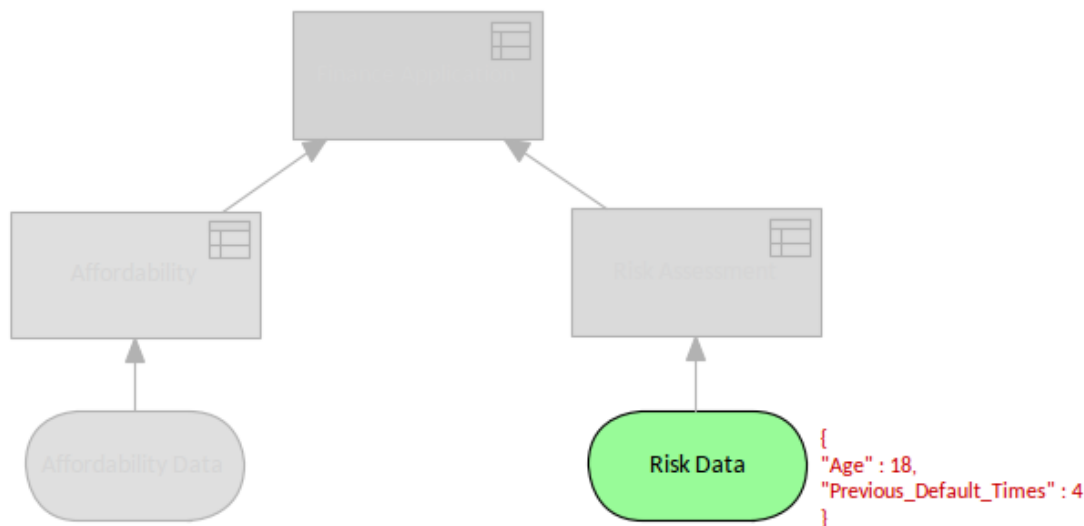 Affordability
Risk Assessment
Affordability Data
Risk Data
{
"Age" : 18,
"Previous_Default_Times" : 4
}